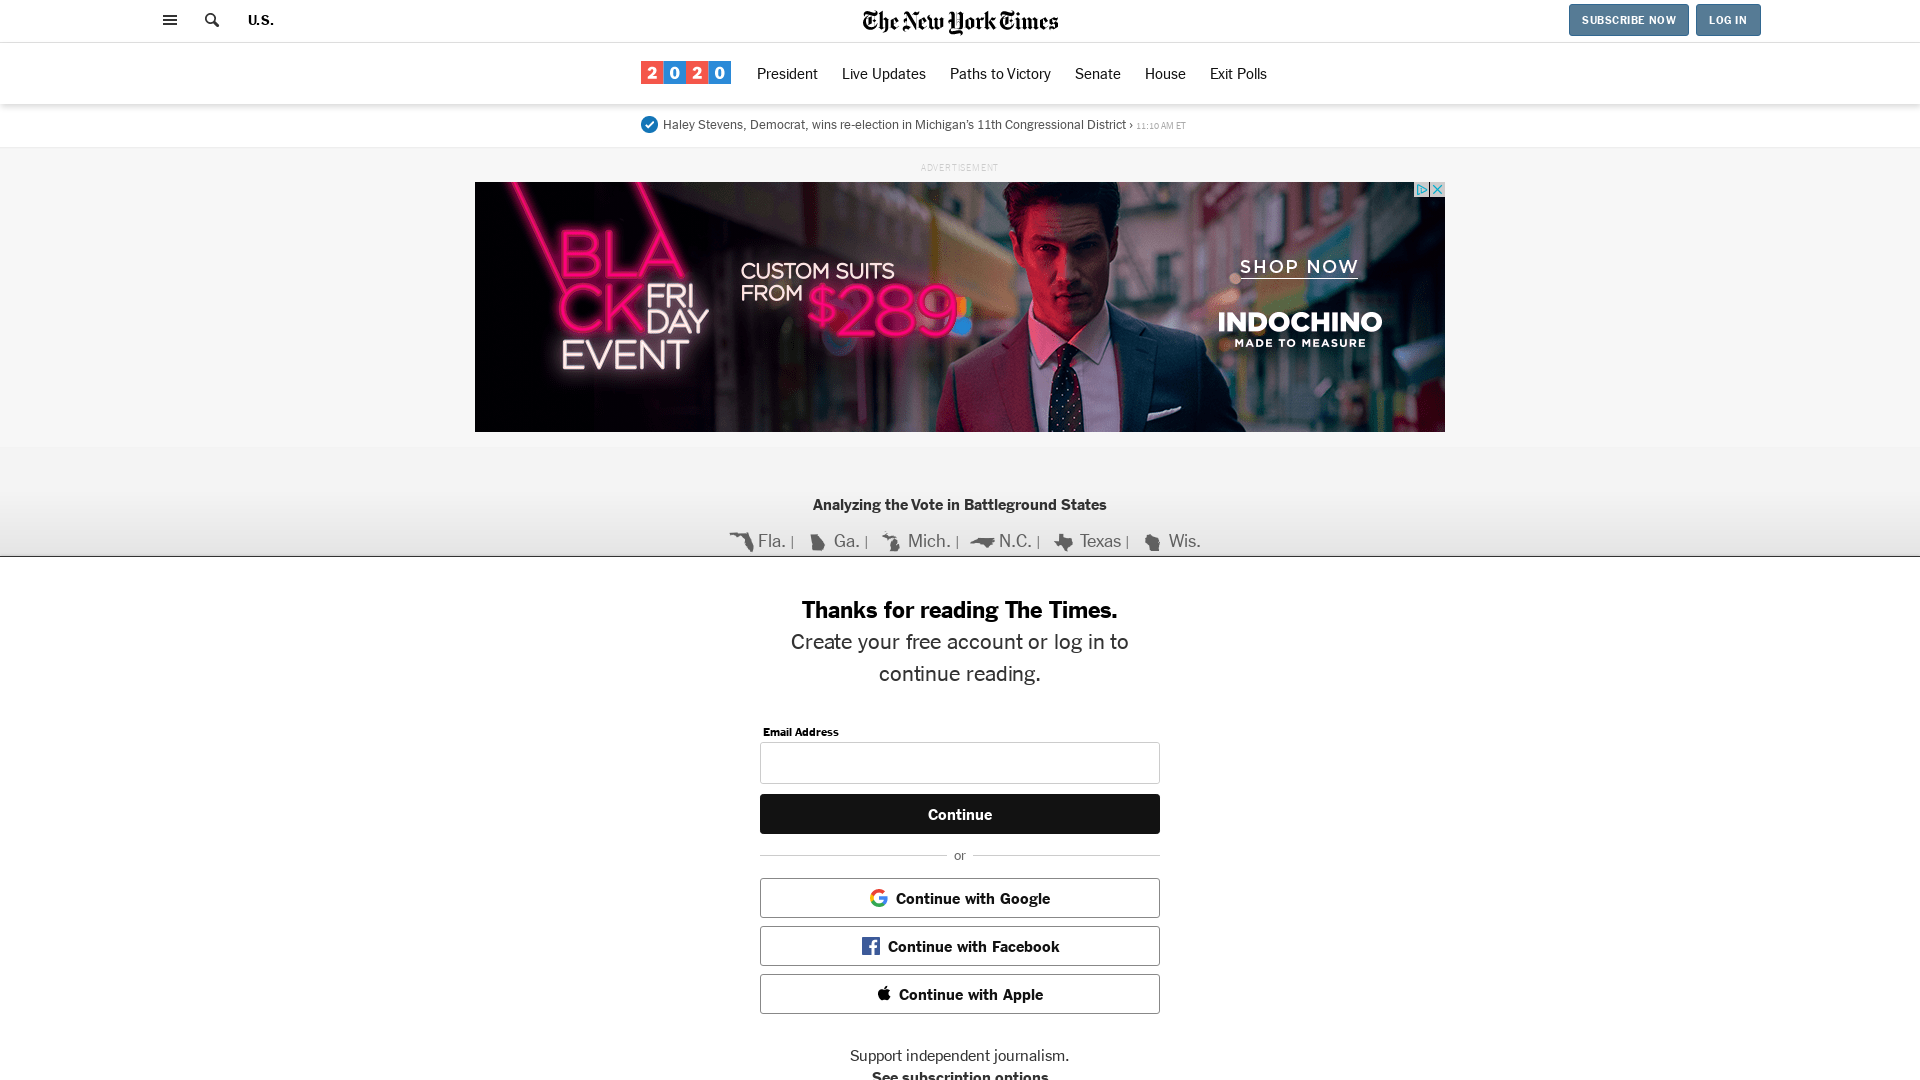 U.S.
The New York Times
SUBSCRIBE NOW
LOG IN
2020
President
Live Updates
Paths to Victory
Senate
House
Exit Polls
Haley Stevens, Democrat, wins re-election in Michigan's 11th Congressional District › 11:10 AM ET
ADVERTISEMENT
BLA
CK FRI
DAY
EVENT
CUSTOM SUITS
FROM $289
SHOP NOW
INDOCHINO
MADE TO MEASURE
Analyzing the Vote in Battleground States
Fla. | Ga. | Mich. | N.C. | Texas | Wis.
Thanks for reading The Times.
Create your free account or log in to
continue reading.
Email Address
Continue
or
Continue with Google
Continue with Facebook
Continue with Apple
Support independent journalism.
See subscription options.